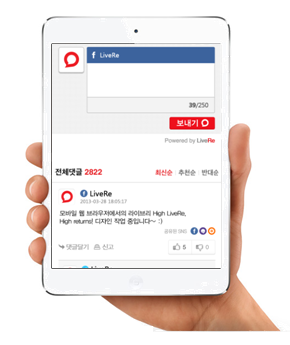 LiveRe
39/250
보내기
Powered by LiveRe
전체댓글 2822 최신순 추천순 반대순
LiveRe
2013-03-28 18:05:17
모바일 웹 브라우저에서의 라이브리 High LiveRe,
High returns! 디자인 작업 중입니다~ :)
공유된 SNS
댓글달기 신고 5 0
LiveRe